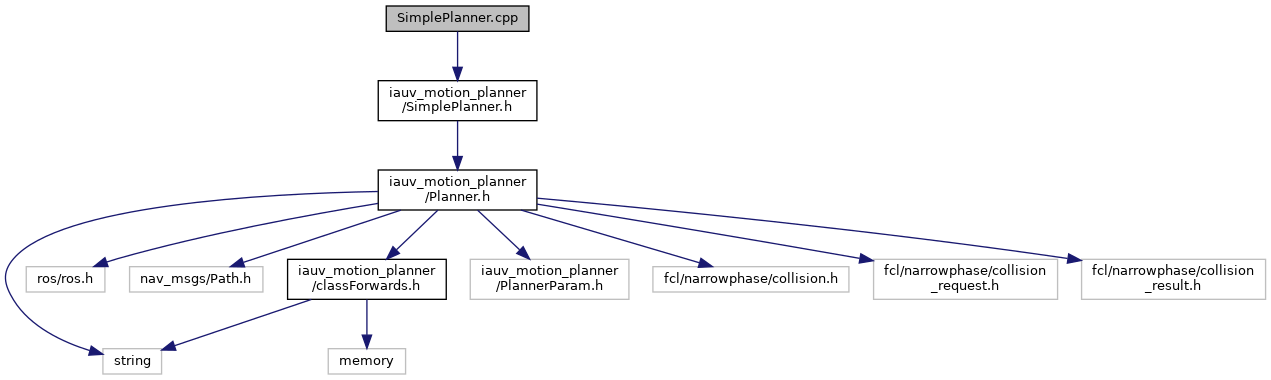 SimplePlanner.cpp
iauv_motion_planner
/SimplePlanner.h
iauv_motion_planner
/Planner.h
ros/ros.h
nav_msgs/Path.h
iauv_motion_planner
/classForwards.h
iauv_motion_planner
/PlannerParam.h
fcl/narrowphase/collision.h
fcl/narrowphase/collision
_request.h
fcl/narrowphase/collision
_result.h
string
memory